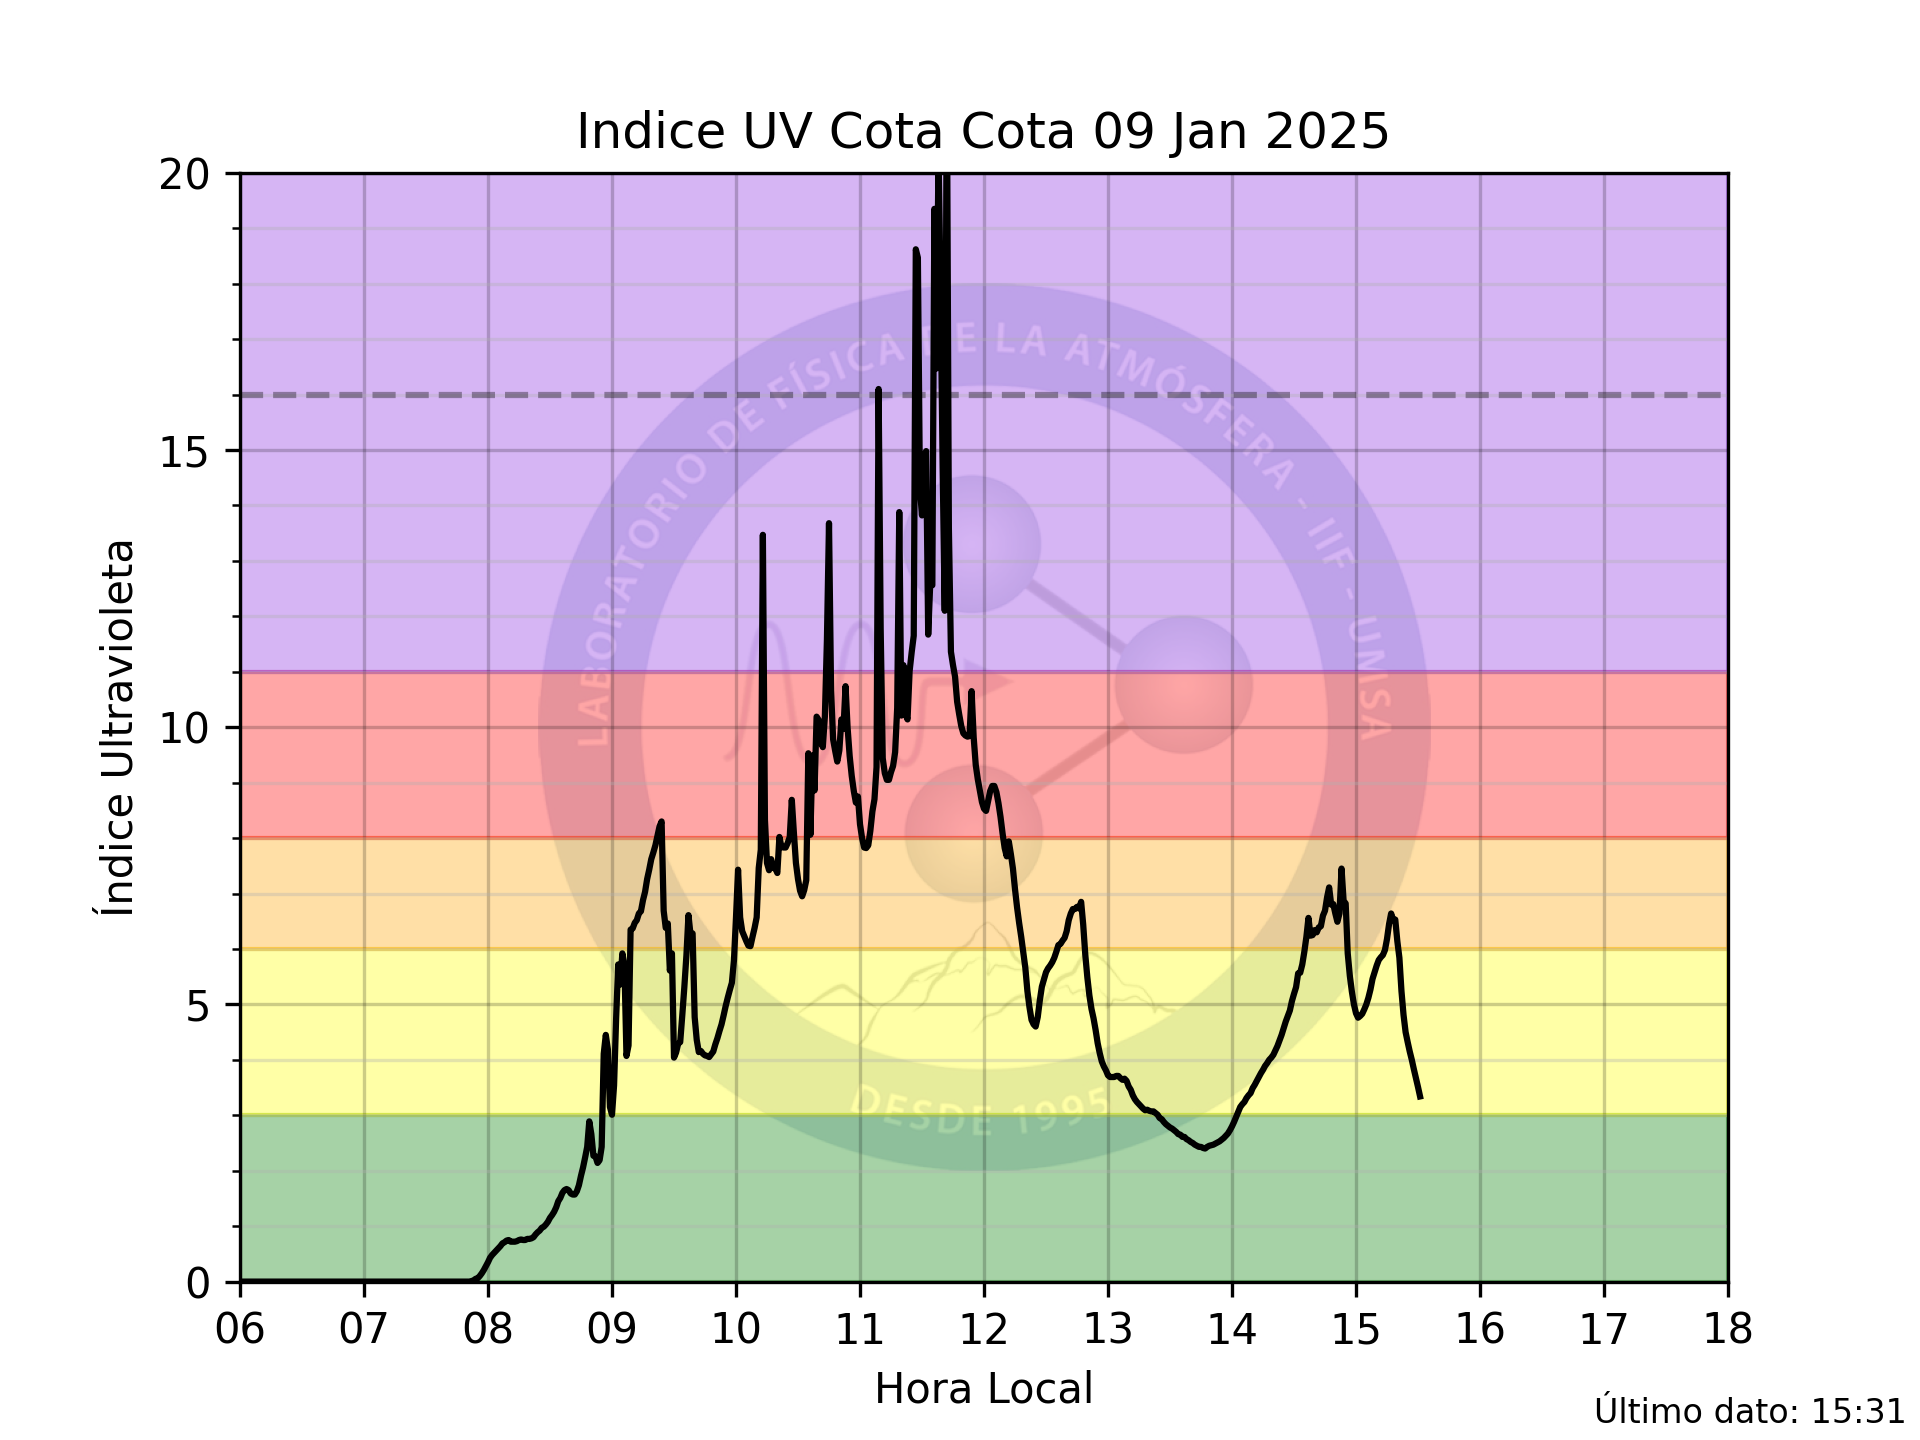 Indice UV Cota Cota 09 Jan 2025
20
15
10
5
0
Índice Ultravioleta
LABORATORIO DE FÍSICA DE LA ATMÓSFERA - IIF - UMSA
DESDE 1995
06 07 08 09 10 11 12 13 14 15 16 17 18
Hora Local
Último dato: 15:31